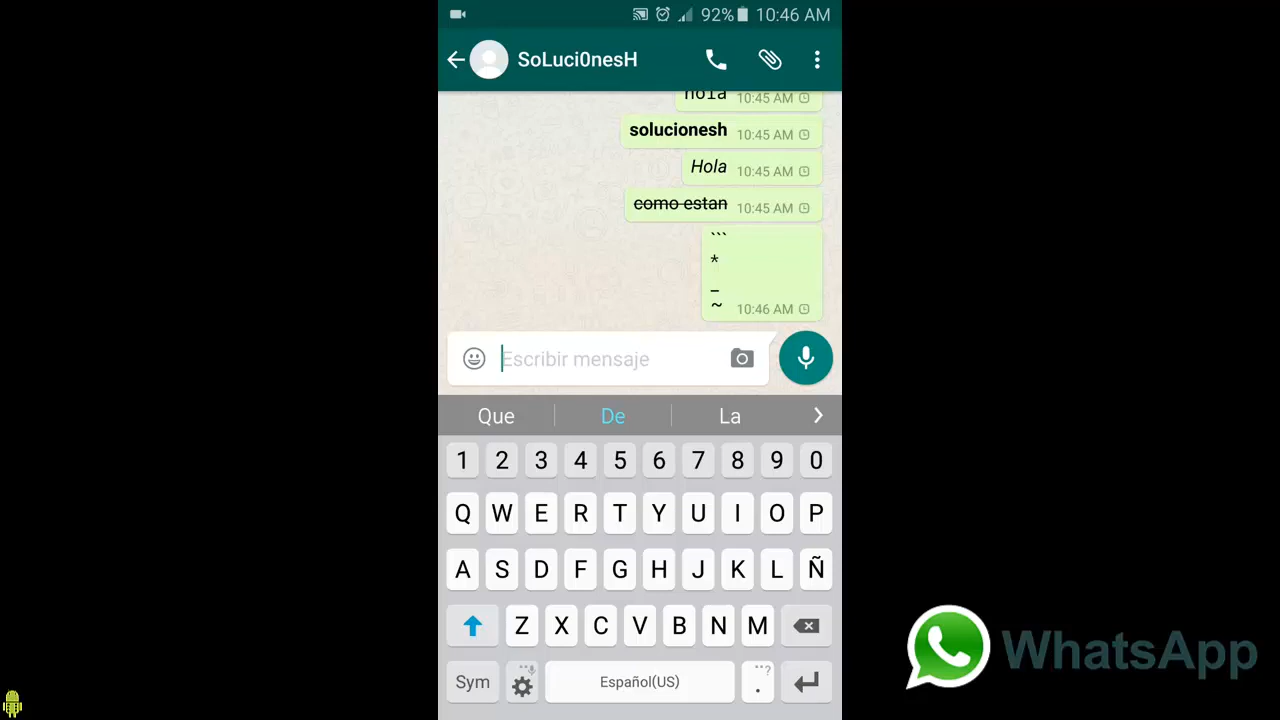 92% 10:46 AM
SoLuci0nesH
hola 10:45 AM
solucionesh 10:45 AM
Hola 10:45 AM
como estan 10:45 AM
```
*
_
~ 10:46 AM
Escribir mensaje
Que De La
1 2 3 4 5 6 7 8 9 0
Q W E R T Y U I O P
A S D F G H J K L Ñ
Z X C V B N M
Sym Español(US) .
WhatsApp